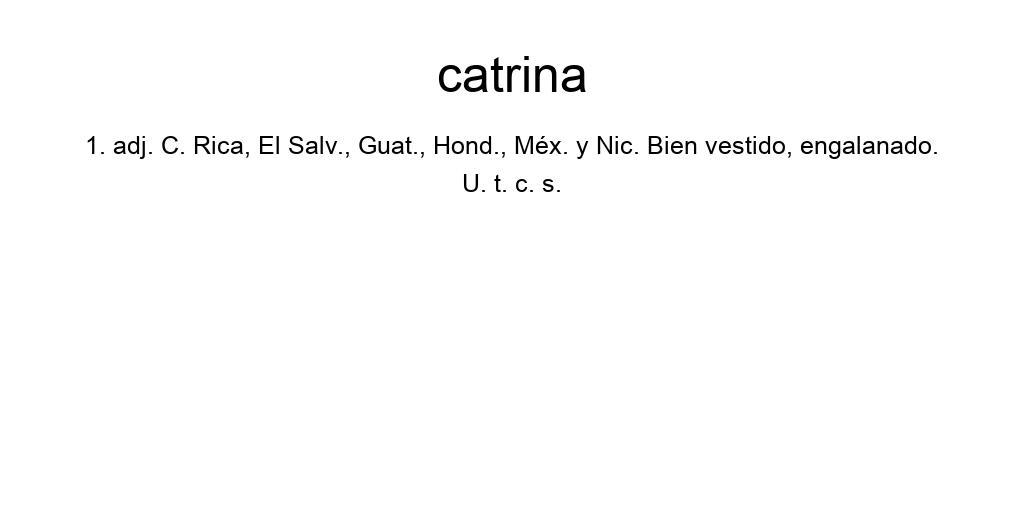 catrina
1. adj. C. Rica, El Salv., Guat., Hond., Méx. y Nic. Bien vestido, engalanado.
U. t. c. s.